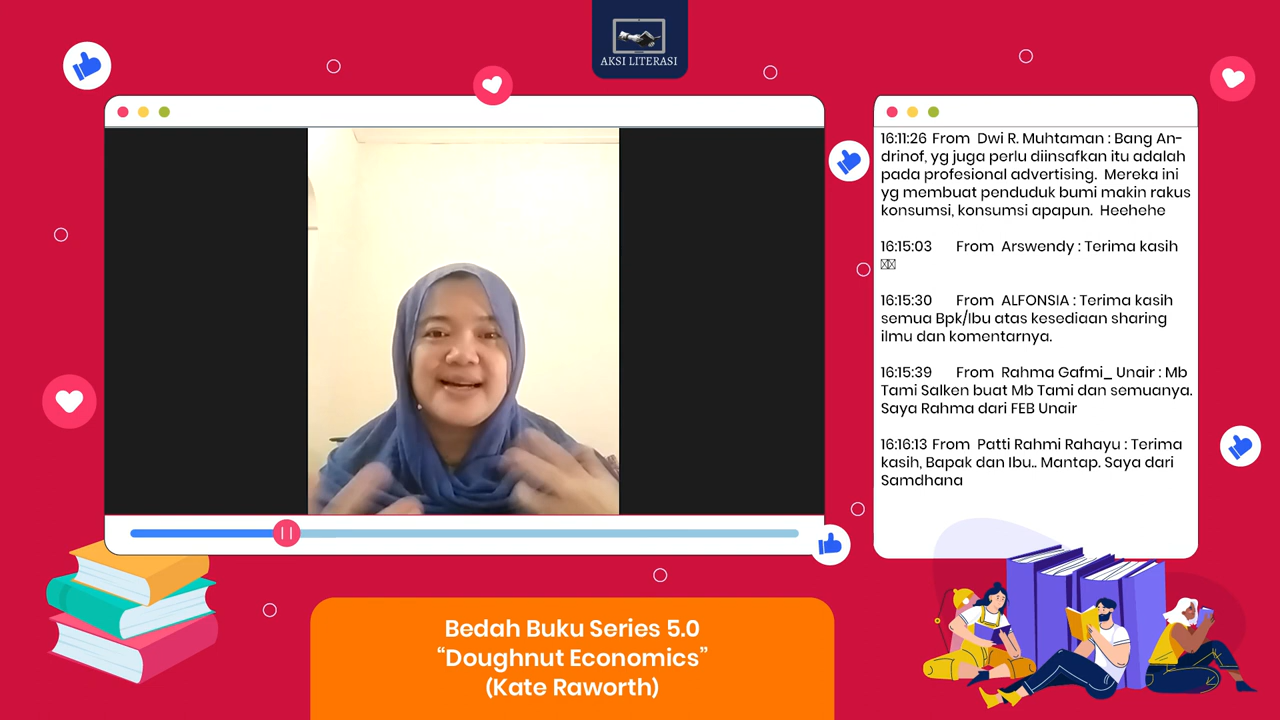 AKSI LITERASI
16:11:26 From Dwi R. Muhtaman : Bang An-
drinof, yg juga perlu diinsafkan itu adalah
pada profesional advertising. Mereka ini
yg membuat penduduk bumi makin rakus
konsumsi, konsumsi apapun. Heehehe
16:15:03 From Arswendy : Terima kasih
16:15:30 From ALFONSIA : Terima kasih
semua Bpk/Ibu atas kesediaan sharing
ilmu dan komentarnya.
16:15:39 From Rahma Gafmi_ Unair : Mb
Tami Salken buat Mb Tami dan semuanya.
Saya Rahma dari FEB Unair
16:16:13 From Patti Rahmi Rahayu : Terima
kasih, Bapak dan Ibu.. Mantap. Saya dari
Samdhana
Bedah Buku Series 5.0
“Doughnut Economics”
(Kate Raworth)